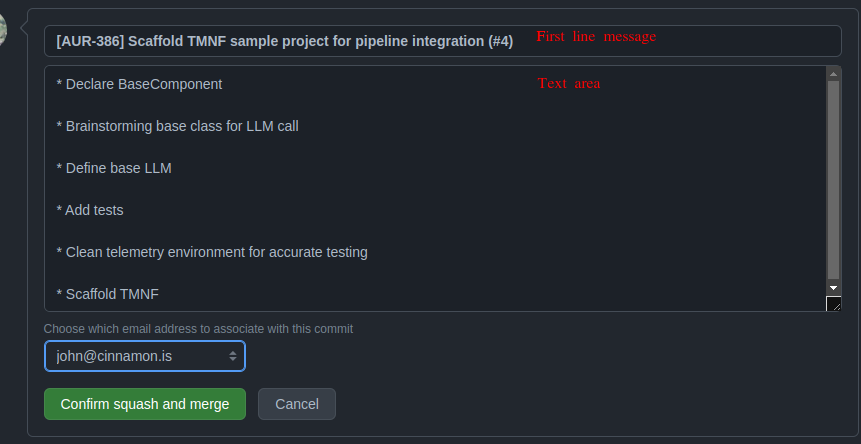 [AUR-386] Scaffold TMNF sample project for pipeline integration (#4) First line message
* Declare BaseComponent Text area
* Brainstorming base class for LLM call
* Define base LLM
* Add tests
* Clean telemetry environment for accurate testing
* Scaffold TMNF
Choose which email address to associate with this commit
john@cinnamon.is
Confirm squash and merge Cancel